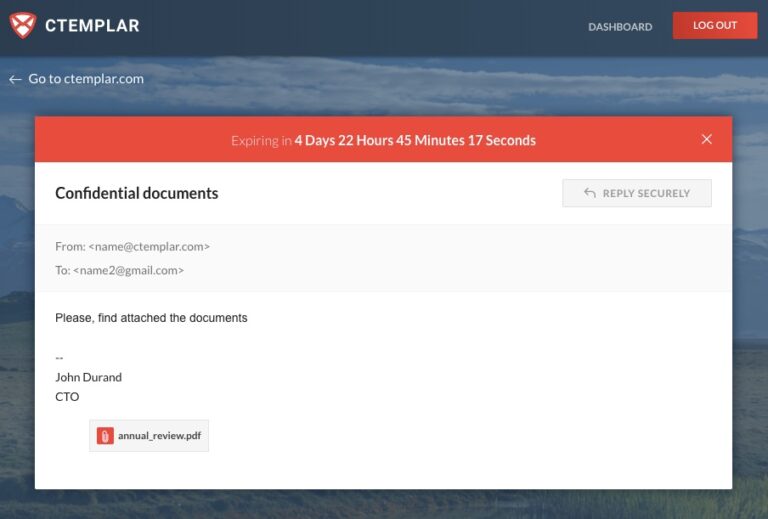 CTEMPLAR
DASHBOARD
LOG OUT
← Go to ctemplar.com
Expiring in 4 Days 22 Hours 45 Minutes 17 Seconds
Confidential documents
REPLY SECURELY
From: <name@ctemplar.com>
To: <name2@gmail.com>
Please, find attached the documents
--
John Durand
CTO
annual_review.pdf